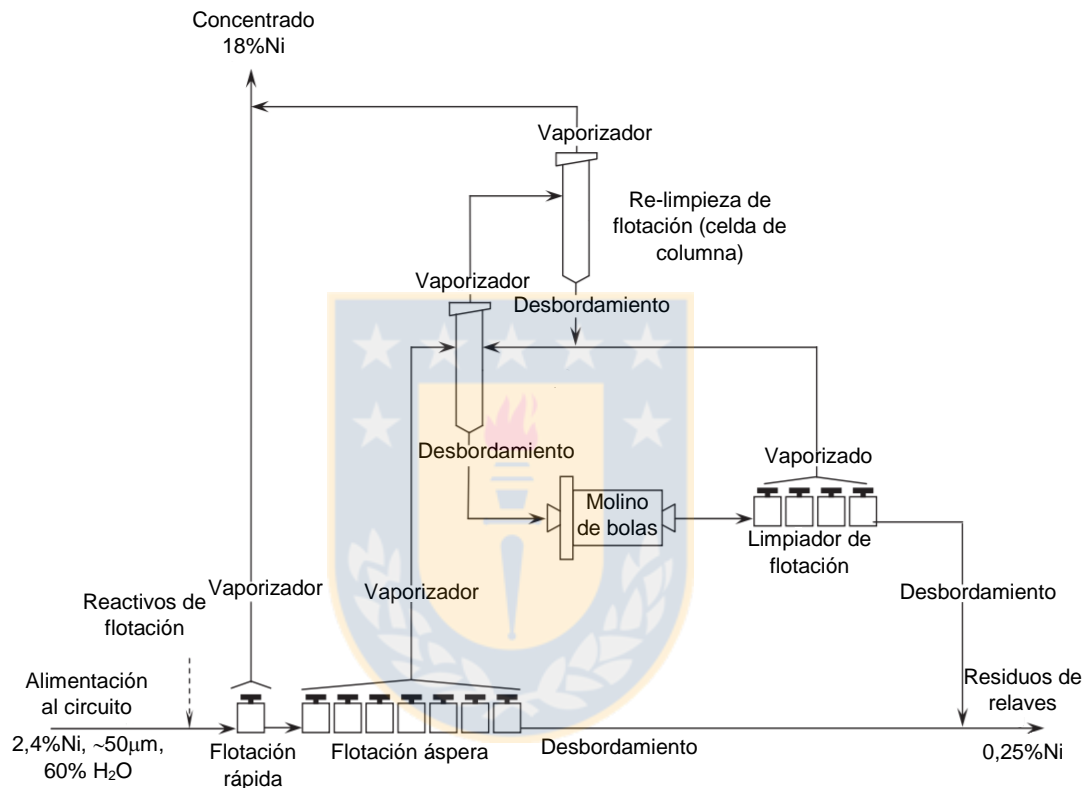 Concentrado
18%Ni
Vaporizador
Re-limpieza de
flotación (celda de
columna)
Vaporizador
Desbordamiento
Desbordamiento
Vaporizado
Molino
de bolas
Limpiador de
flotación
Reactivos de
flotación
Vaporizador
Vaporizador
Desbordamiento
Alimentación
al circuito
Residuos de
relaves
2,4%Ni, ~50μm,
60% H₂O
Flotación
rápida
Flotación áspera
Desbordamiento
0,25%Ni